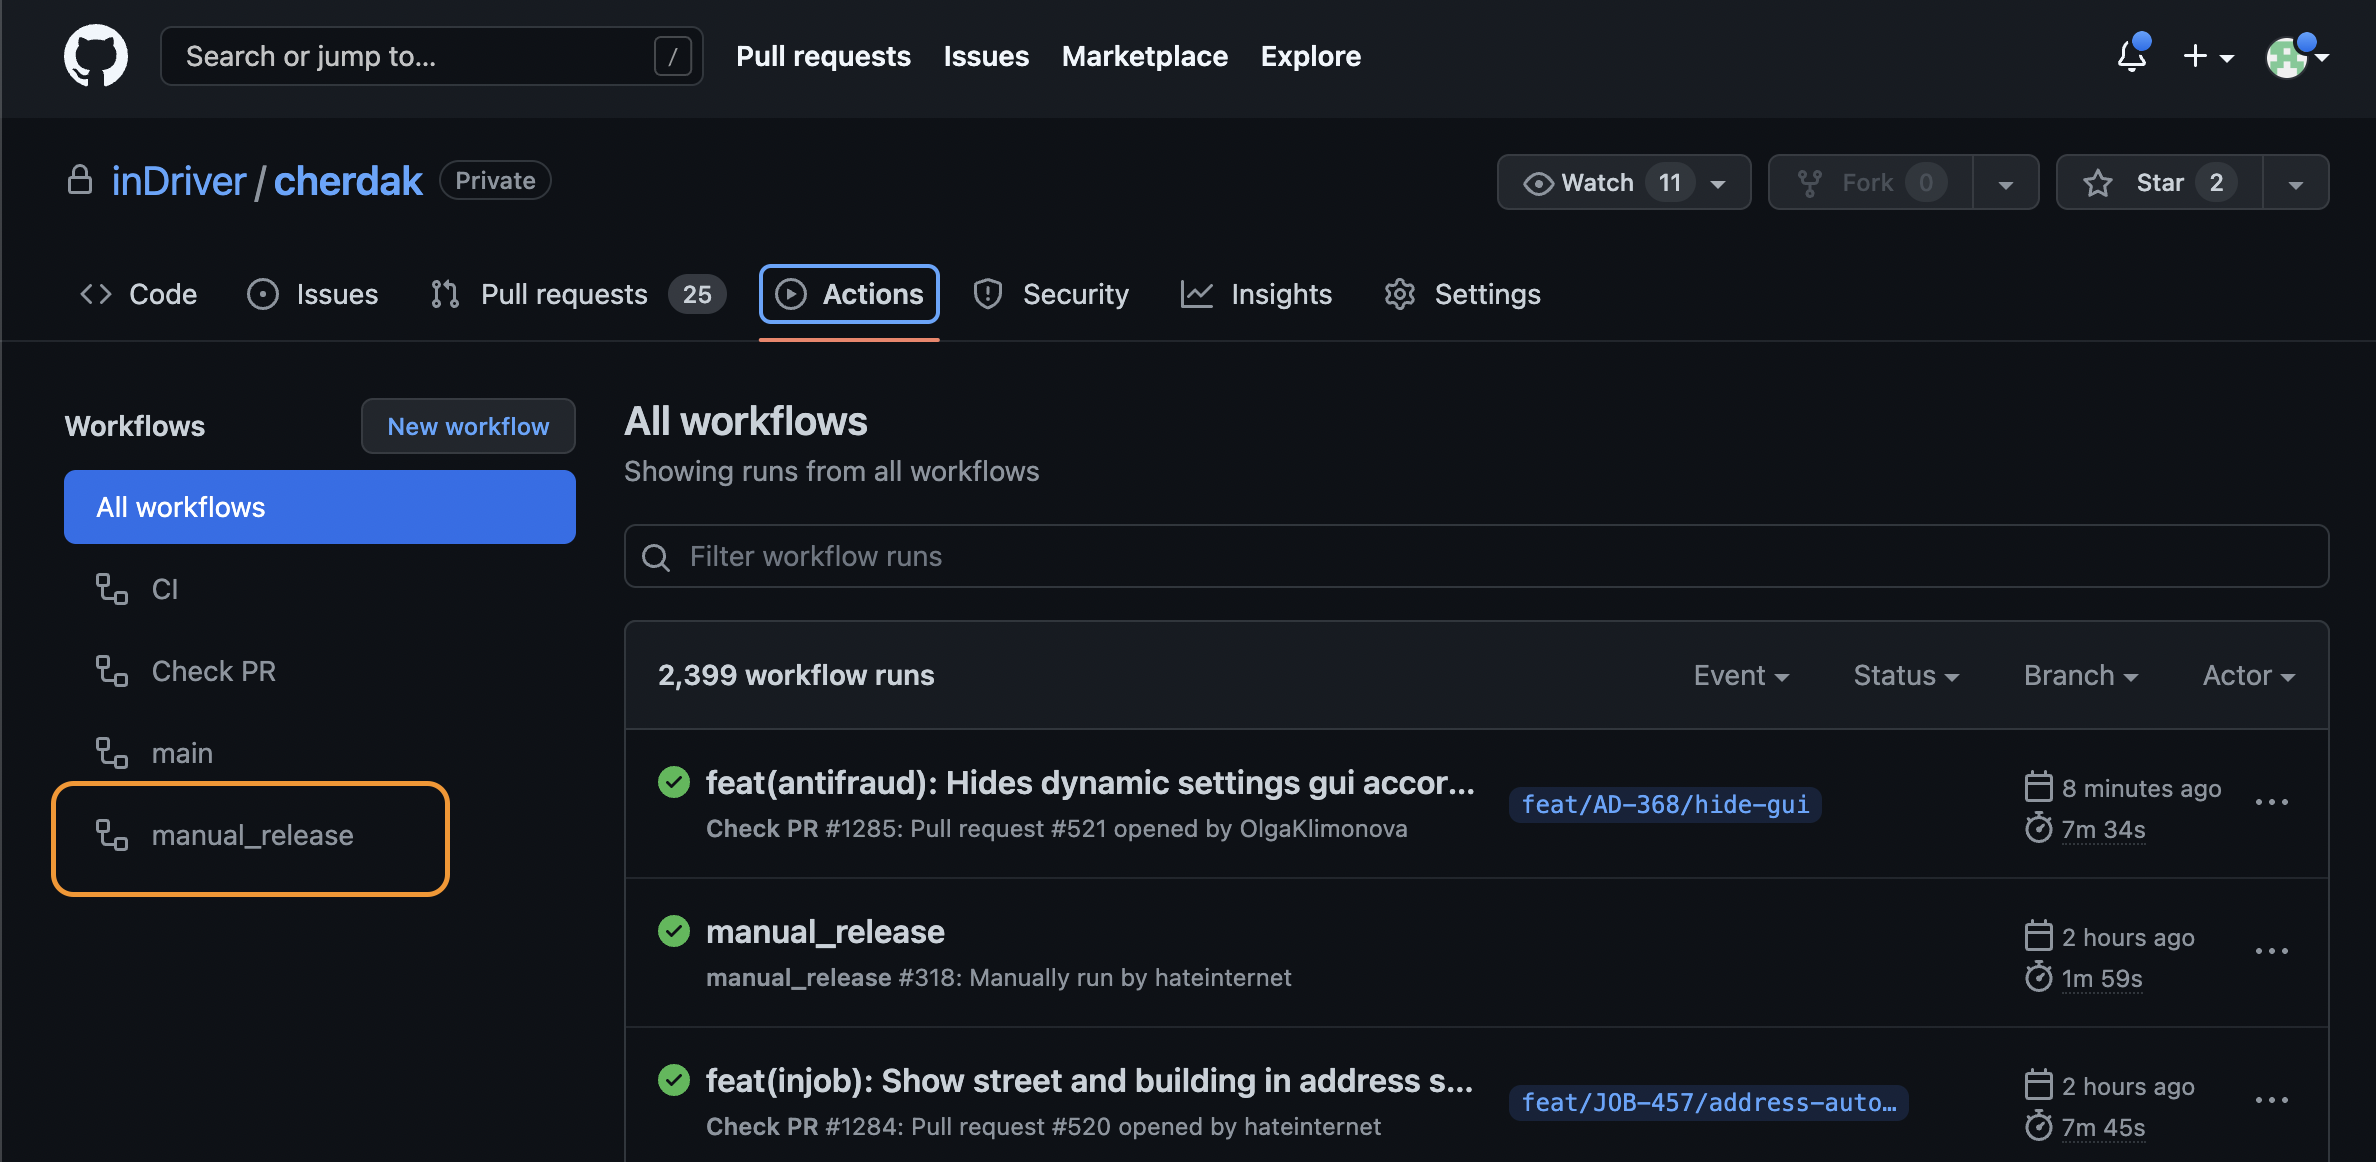 Search or jump to... /
Pull requests Issues Marketplace Explore
inDriver / cherdak Private
Watch 11
Fork 0
Star 2
Code
Issues
Pull requests 25
Actions
Security
Insights
Settings
Workflows
New workflow
All workflows
CI
Check PR
main
manual_release
All workflows
Showing runs from all workflows
Filter workflow runs
2,399 workflow runs
Event Status Branch Actor
feat(antifraud): Hides dynamic settings gui accor...
Check PR #1285: Pull request #521 opened by OlgaKlimonova
feat/AD-368/hide-gui
8 minutes ago
7m 34s
manual_release
manual_release #318: Manually run by hateinternet
2 hours ago
1m 59s
feat(injob): Show street and building in address s...
Check PR #1284: Pull request #520 opened by hateinternet
feat/JOB-457/address-auto…
2 hours ago
7m 45s